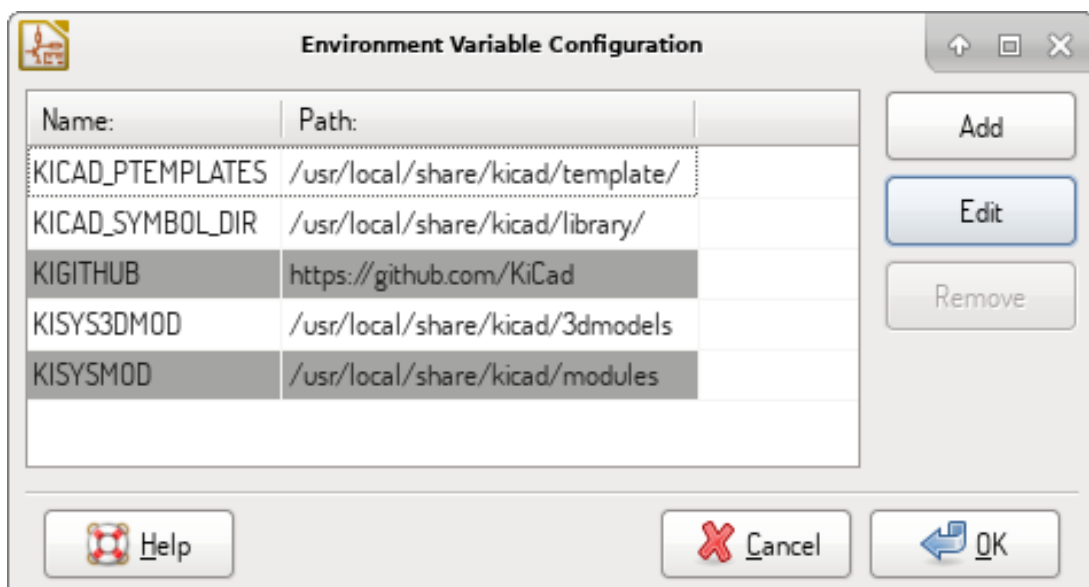 Environment Variable Configuration
Name: Path:
KICAD_PTEMPLATES /usr/local/share/kicad/template/
KICAD_SYMBOL_DIR /usr/local/share/kicad/library/
KIGITHUB https://github.com/KiCad
KISYS3DMOD /usr/local/share/kicad/3dmodels
KISYSMOD /usr/local/share/kicad/modules
Add
Edit
Remove
Help Cancel OK